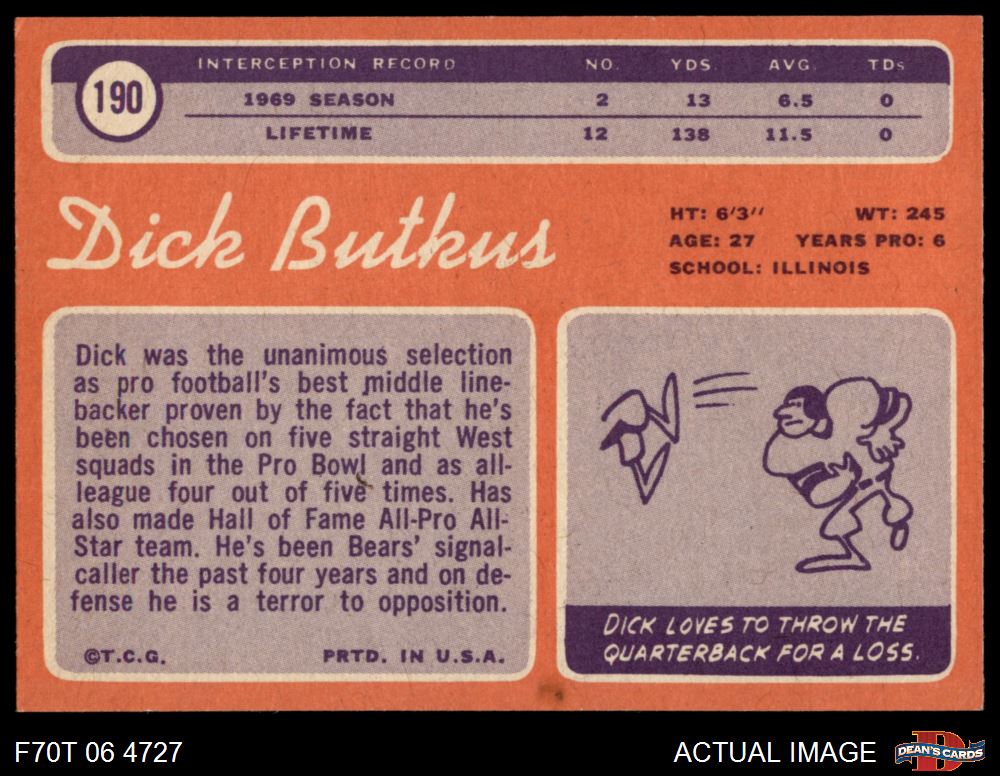 190
INTERCEPTION RECORD NO. YDS. AVG. TDs
1969 SEASON 2 13 6.5 0
LIFETIME 12 138 11.5 0
Dick Butkus
HT: 6'3" WT: 245
AGE: 27 YEARS PRO: 6
SCHOOL: ILLINOIS
Dick was the unanimous selection
as pro football's best middle line-
backer proven by the fact that he's
been chosen on five straight West
squads in the Pro Bowl and as all-
league four out of five times. Has
also made Hall of Fame All-Pro All-
Star team. He's been Bears' signal-
caller the past four years and on de-
fense he is a terror to opposition.
©T.C.G. PRTD. IN U.S.A.
DICK LOVES TO THROW THE
QUARTERBACK FOR A LOSS.
F70T 06 4727
ACTUAL IMAGE
D
DEAN'S CARDS